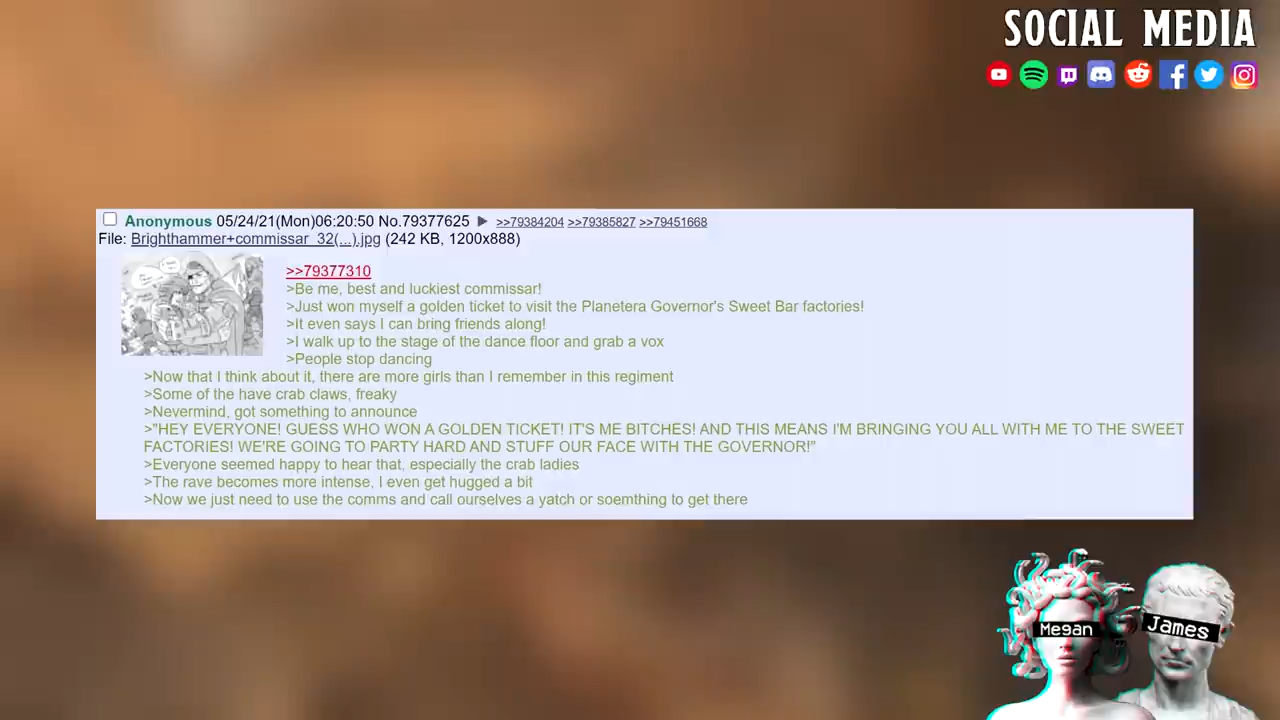 SOCIAL MEDIA
Anonymous 05/24/21(Mon)06:20:50 No.79377625 ▶ >>79384204 >>79385827 >>79451668
File: Brighthammer+commissar_32(...).jpg (242 KB, 1200x888)
>>79377310
>Be me, best and luckiest commissar!
>Just won myself a golden ticket to visit the Planetera Governor's Sweet Bar factories!
>It even says I can bring friends along!
>I walk up to the stage of the dance floor and grab a vox
>People stop dancing
>Now that I think about it, there are more girls than I remember in this regiment
>Some of the have crab claws, freaky
>Nevermind, got something to announce
>"HEY EVERYONE! GUESS WHO WON A GOLDEN TICKET! IT'S ME BITCHES! AND THIS MEANS I'M BRINGING YOU ALL WITH ME TO THE SWEET
FACTORIES! WE'RE GOING TO PARTY HARD AND STUFF OUR FACE WITH THE GOVERNOR!"
>Everyone seemed happy to hear that, especially the crab ladies
>The rave becomes more intense, I even get hugged a bit
>Now we just need to use the comms and call ourselves a yatch or soemthing to get there
Megan
James